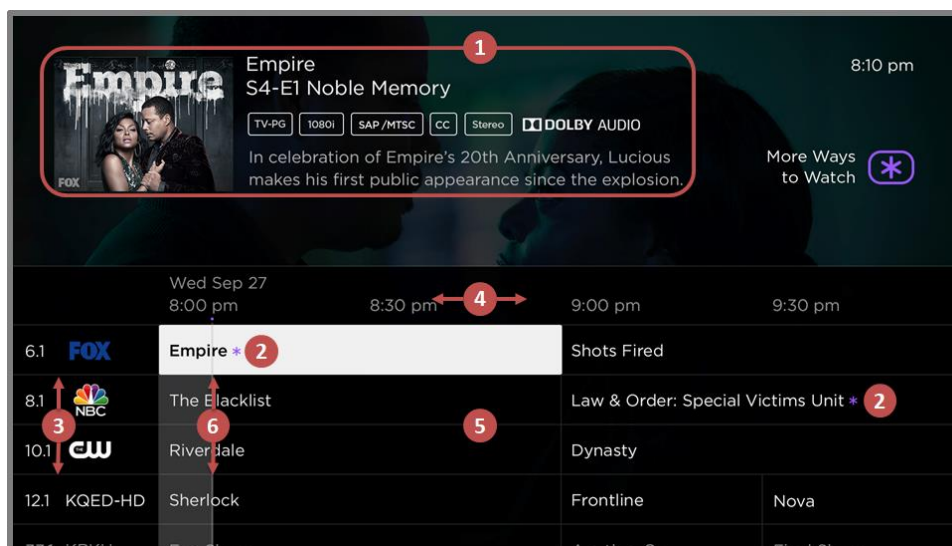 1
Empire
Empire
S4-E1 Noble Memory
8:10 pm
TV-PG 1080i SAP/MTSC CC Stereo DOLBY AUDIO
In celebration of Empire's 20th Anniversary, Lucious
makes his first public appearance since the explosion.
FOX
More Ways
to Watch *
Wed Sep 27
8:00 pm 8:30 pm 4 9:00 pm 9:30 pm
6.1 FOX Empire * 2 Shots Fired
8.1 NBC The Blacklist Law & Order: Special Victims Unit * 2
3 6 5
10.1 CW Riverdale Dynasty
12.1 KQED-HD Sherlock Frontline Nova